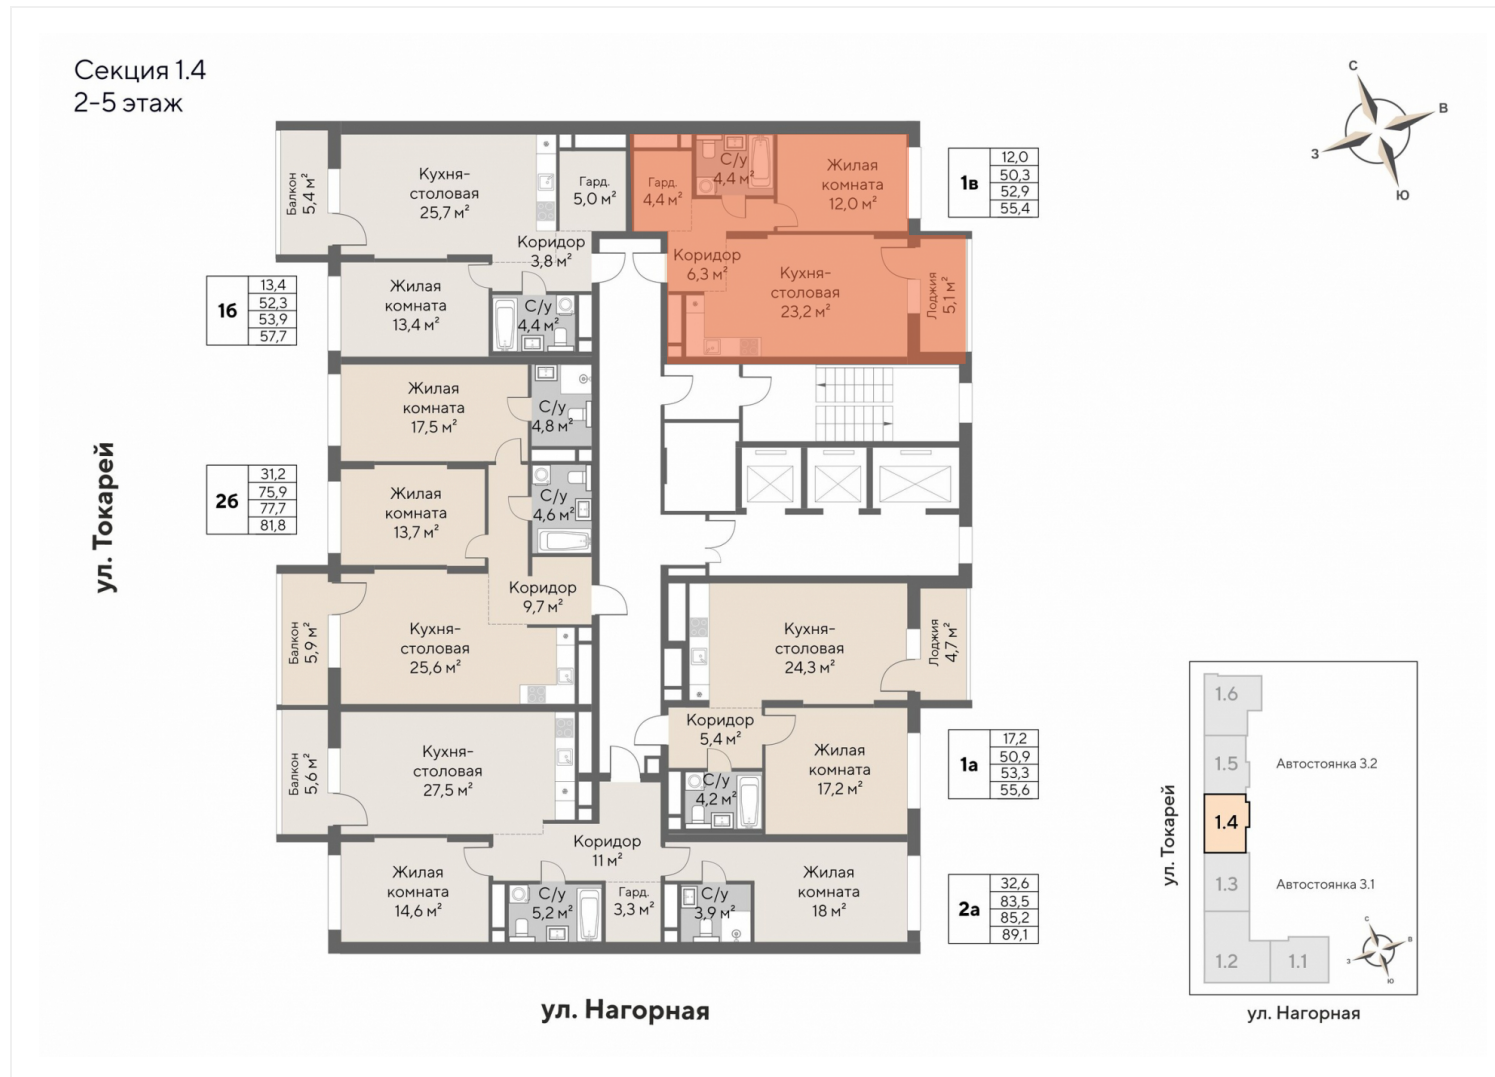 Секция 1.4
2-5 этаж
С
В
З
Ю
Балкон
5,4 м²
Кухня-
столовая
25,7 м²
Гард.
5,0 м²
Коридор
3,8 м²
Жилая
комната
13,4 м²
С/у
4,4 м²
1б
13,4
52,3
53,9
57,7
Гард.
4,4 м²
С/у
4,4 м²
Жилая
комната
12,0 м²
Коридор
6,3 м²
Кухня-
столовая
23,2 м²
Лоджия
5,1 м²
1в
12,0
50,3
52,9
55,4
Жилая
комната
17,5 м²
С/у
4,8 м²
Жилая
комната
13,7 м²
С/у
4,6 м²
Коридор
9,7 м²
Балкон
5,9 м²
Кухня-
столовая
25,6 м²
2б
31,2
75,9
77,7
81,8
ул. Токарей
Кухня-
столовая
24,3 м²
Лоджия
4,7 м²
Коридор
5,4 м²
С/у
4,2 м²
Жилая
комната
17,2 м²
1а
17,2
50,9
53,3
55,6
Балкон
5,6 м²
Кухня-
столовая
27,5 м²
Коридор
11 м²
Жилая
комната
14,6 м²
С/у
5,2 м²
Гард.
3,3 м²
С/у
3,9 м²
Жилая
комната
18 м²
2а
32,6
83,5
85,2
89,1
ул. Нагорная
1.6
1.5
Автостоянка 3.2
1.4
1.3
Автостоянка 3.1
1.2
1.1
С
В
З
Ю
ул. Токарей
ул. Нагорная